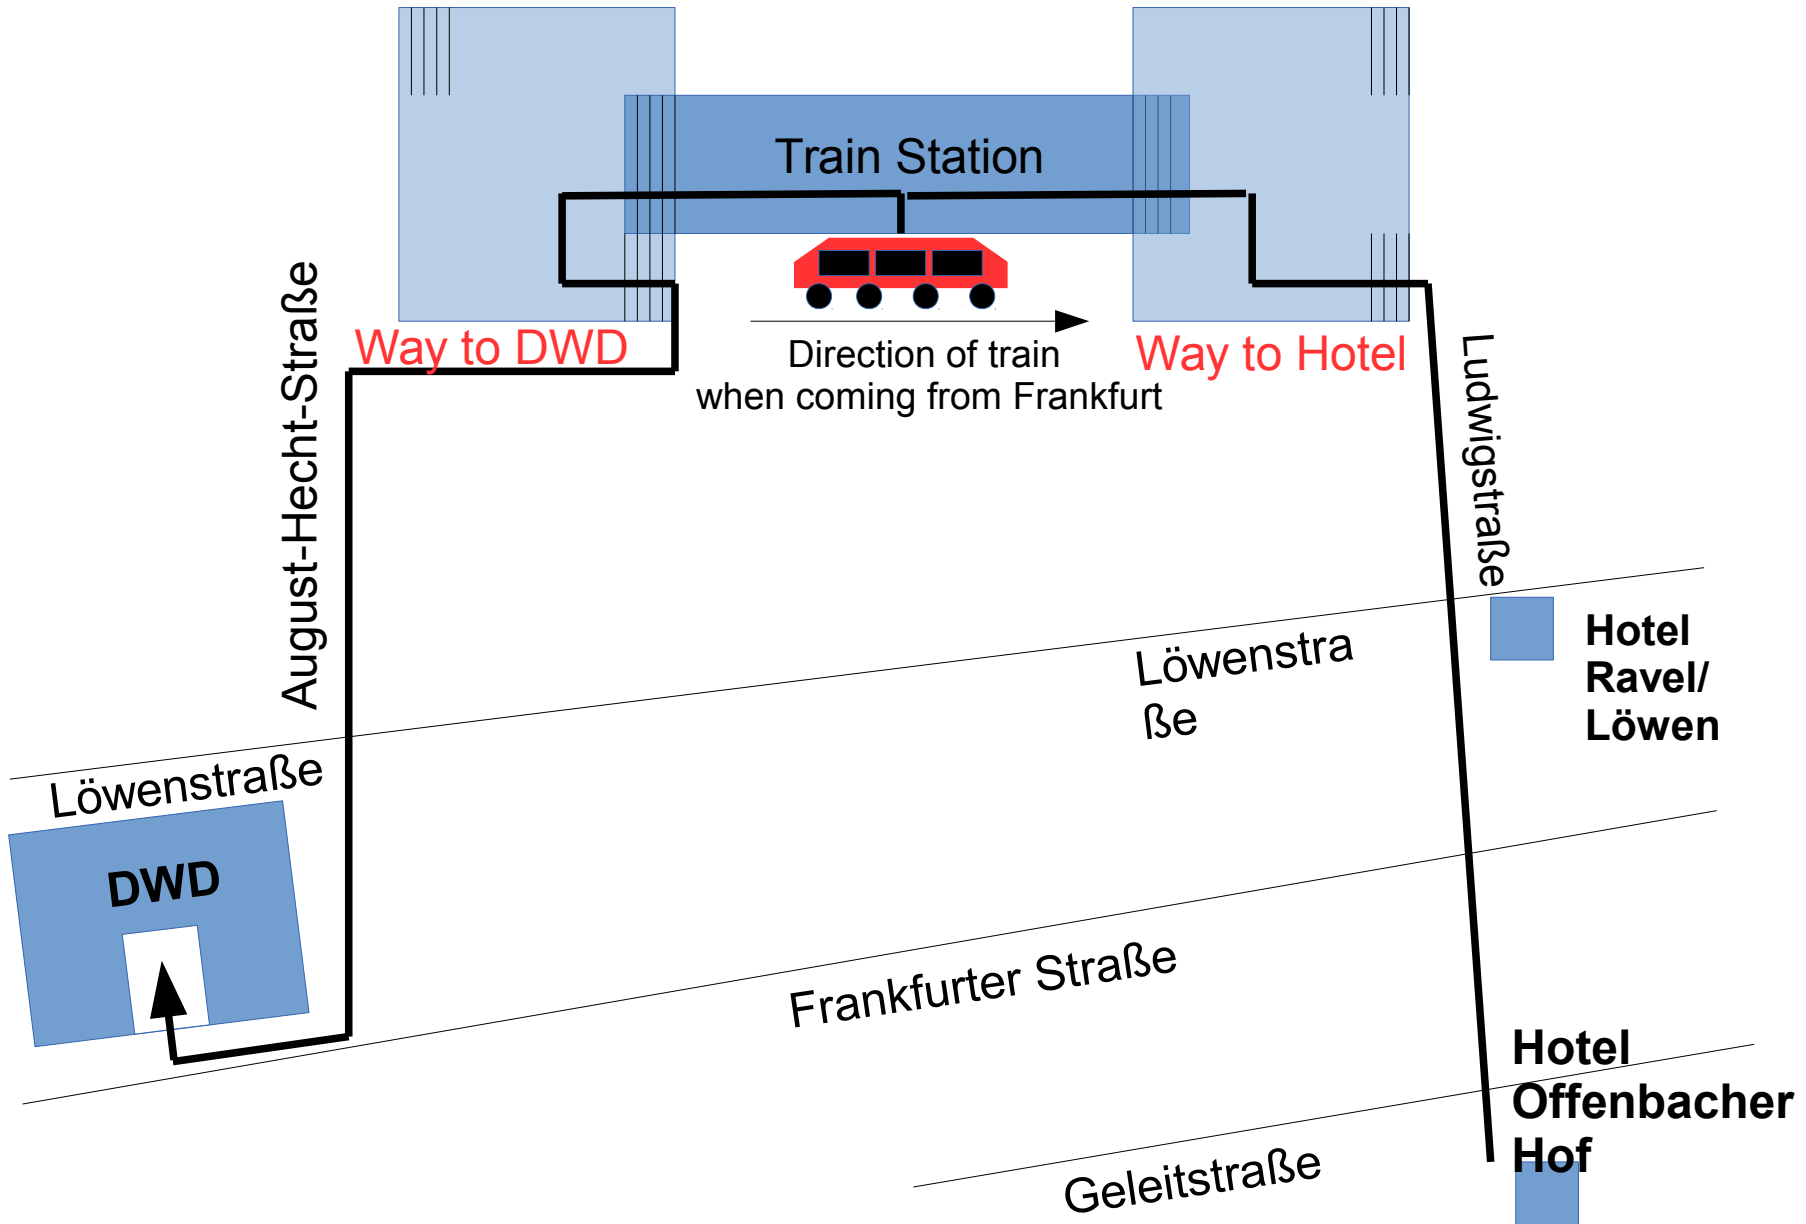 Train Station
Way to DWD
Direction of train
when coming from Frankfurt
Way to Hotel
August-Hecht-Straße
Ludwigstraße
Hotel
Ravel/
Löwen
Löwenstra
ße
Löwenstraße
DWD
Frankfurter Straße
Hotel
Offenbacher
Hof
Geleitstraße